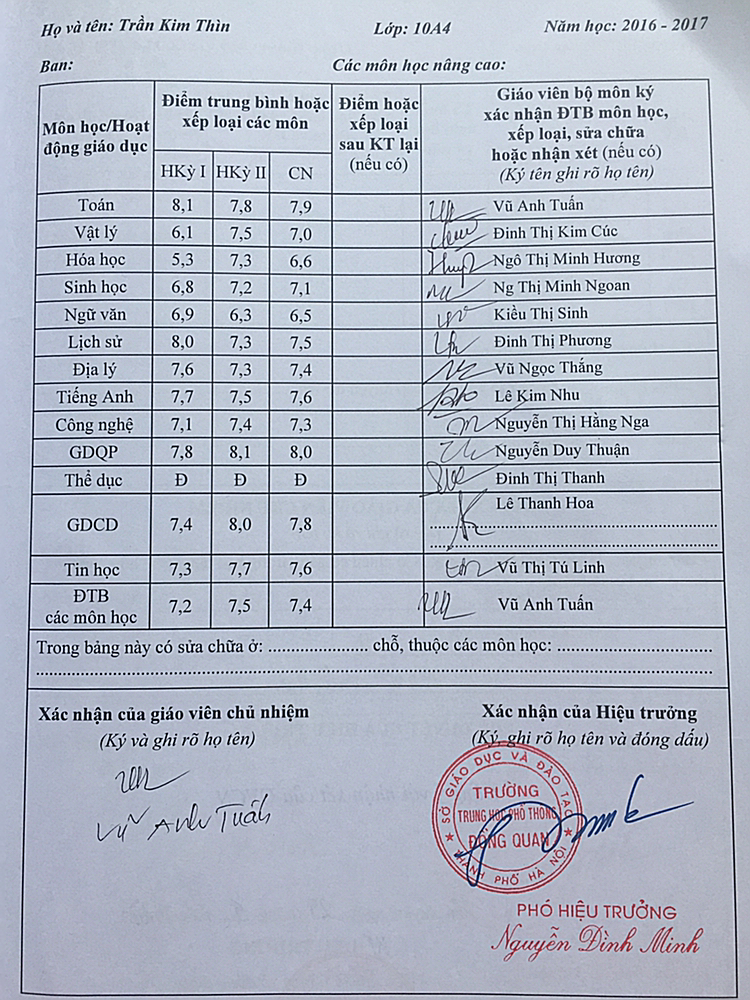 Họ và tên: Trần Kim Thìn Lớp: 10A4 Năm học: 2016 - 2017
Ban: Các môn học nâng cao:
Môn học/Hoạt động giáo dục | Điểm trung bình hoặc xếp loại các môn | Điểm hoặc xếp loại sau KT lại (nếu có) | Giáo viên bộ môn ký xác nhận ĐTB môn học, xếp loại, sửa chữa hoặc nhận xét (nếu có) (Ký tên ghi rõ họ tên)
HKỳ I HKỳ II CN
Toán 8,1 7,8 7,9 Vũ Anh Tuấn
Vật lý 6,1 7,5 7,0 Đinh Thị Kim Cúc
Hóa học 5,3 7,3 6,6 Ngô Thị Minh Hương
Sinh học 6,8 7,2 7,1 Ng Thị Minh Ngoan
Ngữ văn 6,9 6,3 6,5 Kiều Thị Sinh
Lịch sử 8,0 7,3 7,5 Đinh Thị Phương
Địa lý 7,6 7,3 7,4 Vũ Ngọc Thắng
Tiếng Anh 7,7 7,5 7,6 Lê Kim Nhu
Công nghệ 7,1 7,4 7,3 Nguyễn Thị Hằng Nga
GDQP 7,8 8,1 8,0 Nguyễn Duy Thuận
Thể dục Đ Đ Đ Đinh Thị Thanh
GDCD 7,4 8,0 7,8 Lê Thanh Hoa
Tin học 7,3 7,7 7,6 Vũ Thị Tú Linh
ĐTB các môn học 7,2 7,5 7,4 Vũ Anh Tuấn
Trong bảng này có sửa chữa ở: ...................... chỗ, thuộc các môn học: ..................................
Xác nhận của giáo viên chủ nhiệm Xác nhận của Hiệu trưởng
(Ký và ghi rõ họ tên) (Ký, ghi rõ họ tên và đóng dấu)
Vũ Anh Tuấn
SỞ GIÁO DỤC VÀ ĐÀO TẠO
TRƯỜNG
TRUNG HỌC PHỔ THÔNG
ĐỒNG QUAN
THÀNH PHỐ HÀ NỘI
PHÓ HIỆU TRƯỞNG
Nguyễn Đình Minh